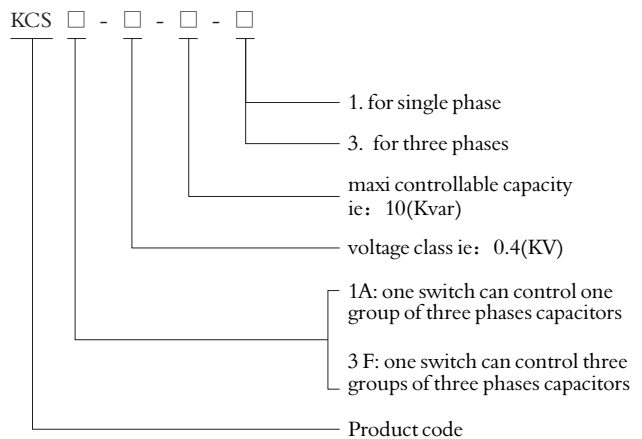 KCS □ - □ - □ - □
1. for single phase
3. for three phases
maxi controllable capacity
ie：10(Kvar)
voltage class ie：0.4(KV)
1A: one switch can control one
group of three phases capacitors
3 F: one switch can control three
groups of three phases capacitors
Product code